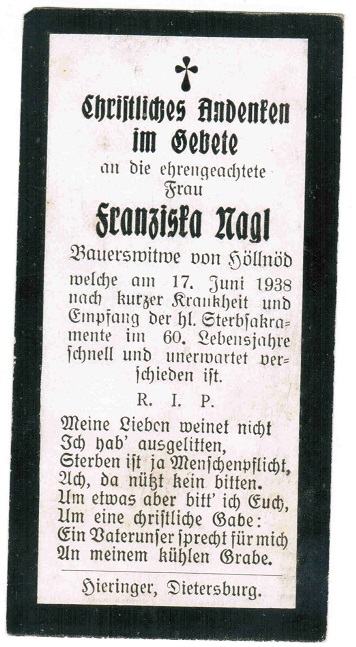 Christliches Andenken
im Gebete
an die ehrengeachtete
Frau
Franziska Nagl
Bauerswitwe von Höllnöd
welche am 17. Juni 1938
nach kurzer Krankheit und
Empfang der hl. Sterbsakra-
mente im 60. Lebensjahre
schnell und unerwartet ver-
schieden ist.
R. I. P.
Meine Lieben weinet nicht
Ich hab' ausgelitten,
Sterben ist ja Menschenpflicht,
Ach, da nützt kein bitten.
Um etwas aber bitt' ich Euch,
Um eine christliche Gabe:
Ein Vaterunser sprecht für mich
An meinem kühlen Grabe.
Hieringer, Dietersburg.